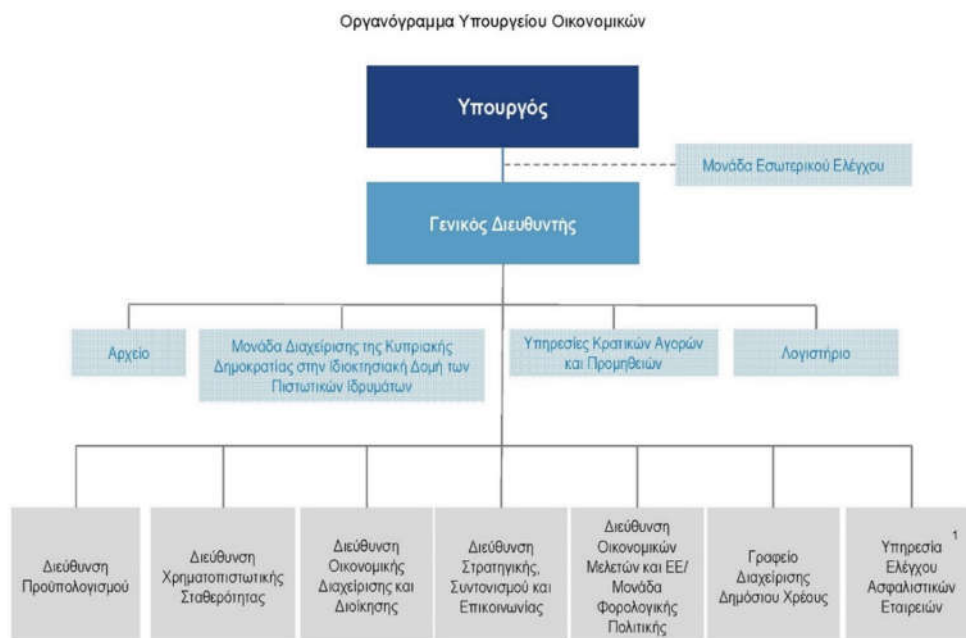 Οργανόγραμμα Υπουργείου Οικονομικών
Υπουργός
Μονάδα Εσωτερικού Ελέγχου
Γενικός Διευθυντής
Αρχείο
Μονάδα Διαχείρισης της Κυπριακής
Δημοκρατίας στην Ιδιοκτησιακή Δομή των
Πιστωτικών Ιδρυμάτων
Υπηρεσίες Κρατικών Αγορών
και Προμηθειών
Λογιστήριο
Διεύθυνση
Προϋπολογισμού
Διεύθυνση
Χρηματοπιστωτικής
Σταθερότητας
Διεύθυνση
Οικονομικής
Διαχείρισης και
Διοίκησης
Διεύθυνση
Στρατηγικής,
Συντονισμού και
Επικοινωνίας
Διεύθυνση
Οικονομικών
Μελετών και ΕΕ/
Μονάδα
Φορολογικής
Πολιτικής
Γραφείο
Διαχείρισης
Δημόσιου Χρέους
1
Υπηρεσία
Ελέγχου
Ασφαλιστικών
Εταιρειών